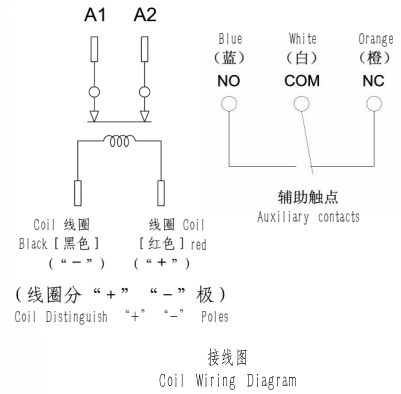 A1 A2
Blue White Orange
（蓝） （白） （橙）
NO COM NC
辅助触点
Auxiliary contacts
Coil 线圈 线圈 Coil
Black [黑色] [红色] red
(“－”) (“＋”)
(线圈分“+”“-”极)
Coil Distinguish “+” “-” Poles
接线图
Coil Wiring Diagram